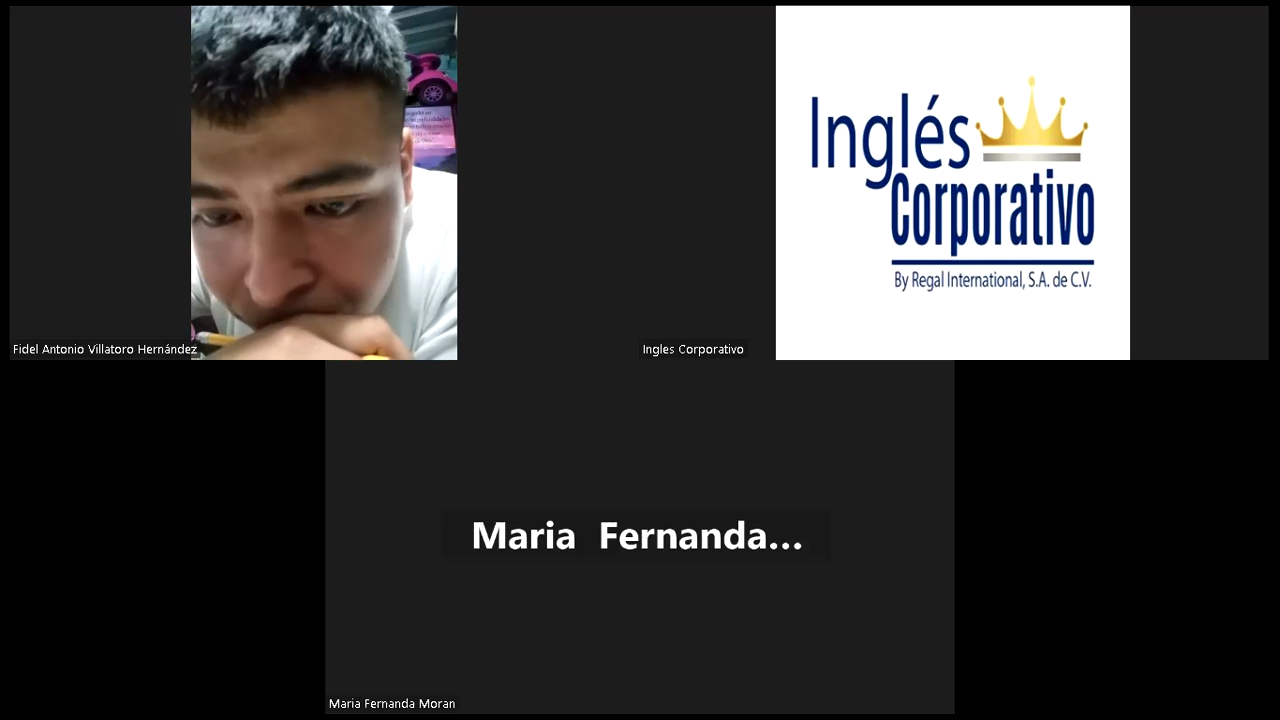 Fidel Antonio Villatoro Hernández
Inglés
Corporativo
By Regal International, S.A. de C.V.
Ingles Corporativo
Maria Fernanda...
Maria Fernanda Moran